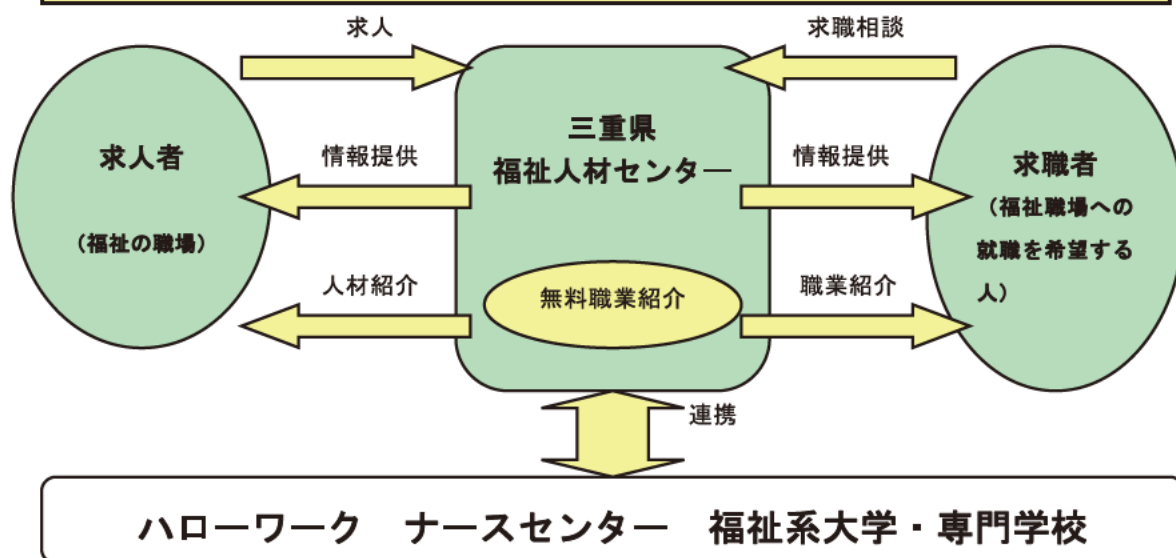 求人
求職相談
求人者
(福祉の職場)
情報提供
人材紹介
三重県
福祉人材センター
無料職業紹介
情報提供
職業紹介
求職者
(福祉職場への
就職を希望する
人)
連携
ハローワーク ナースセンター 福祉系大学・専門学校